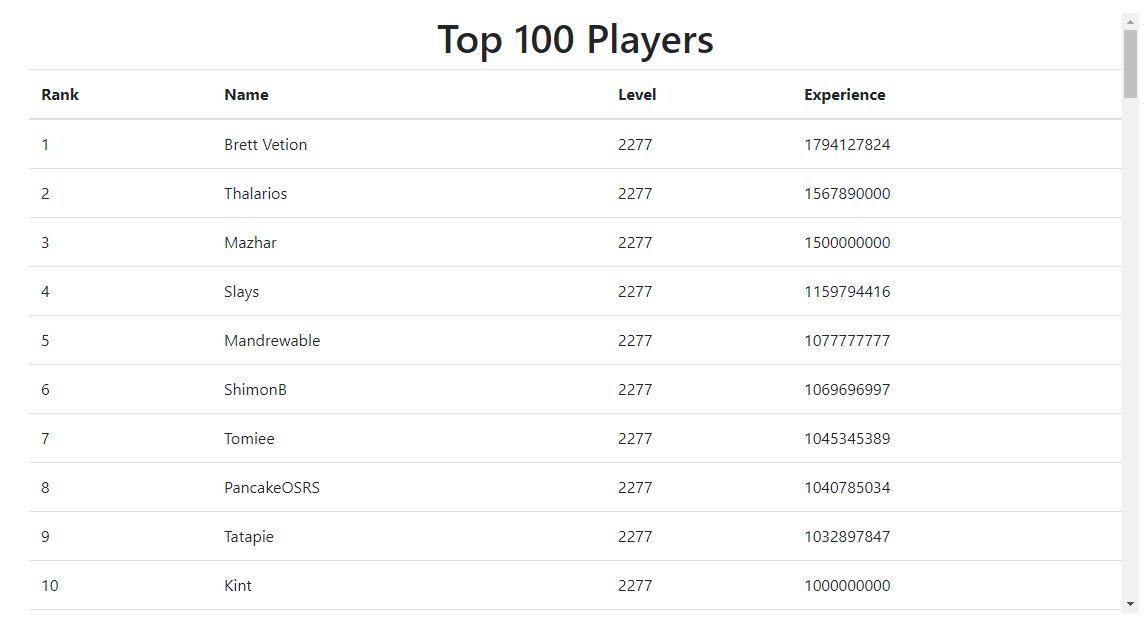 Top 100 Players
Rank Name Level Experience
1 Brett Vetion 2277 1794127824
2 Thalarios 2277 1567890000
3 Mazhar 2277 1500000000
4 Slays 2277 1159794416
5 Mandrewable 2277 1077777777
6 ShimonB 2277 1069696997
7 Tomiee 2277 1045345389
8 PancakeOSRS 2277 1040785034
9 Tatapie 2277 1032897847
10 Kint 2277 1000000000